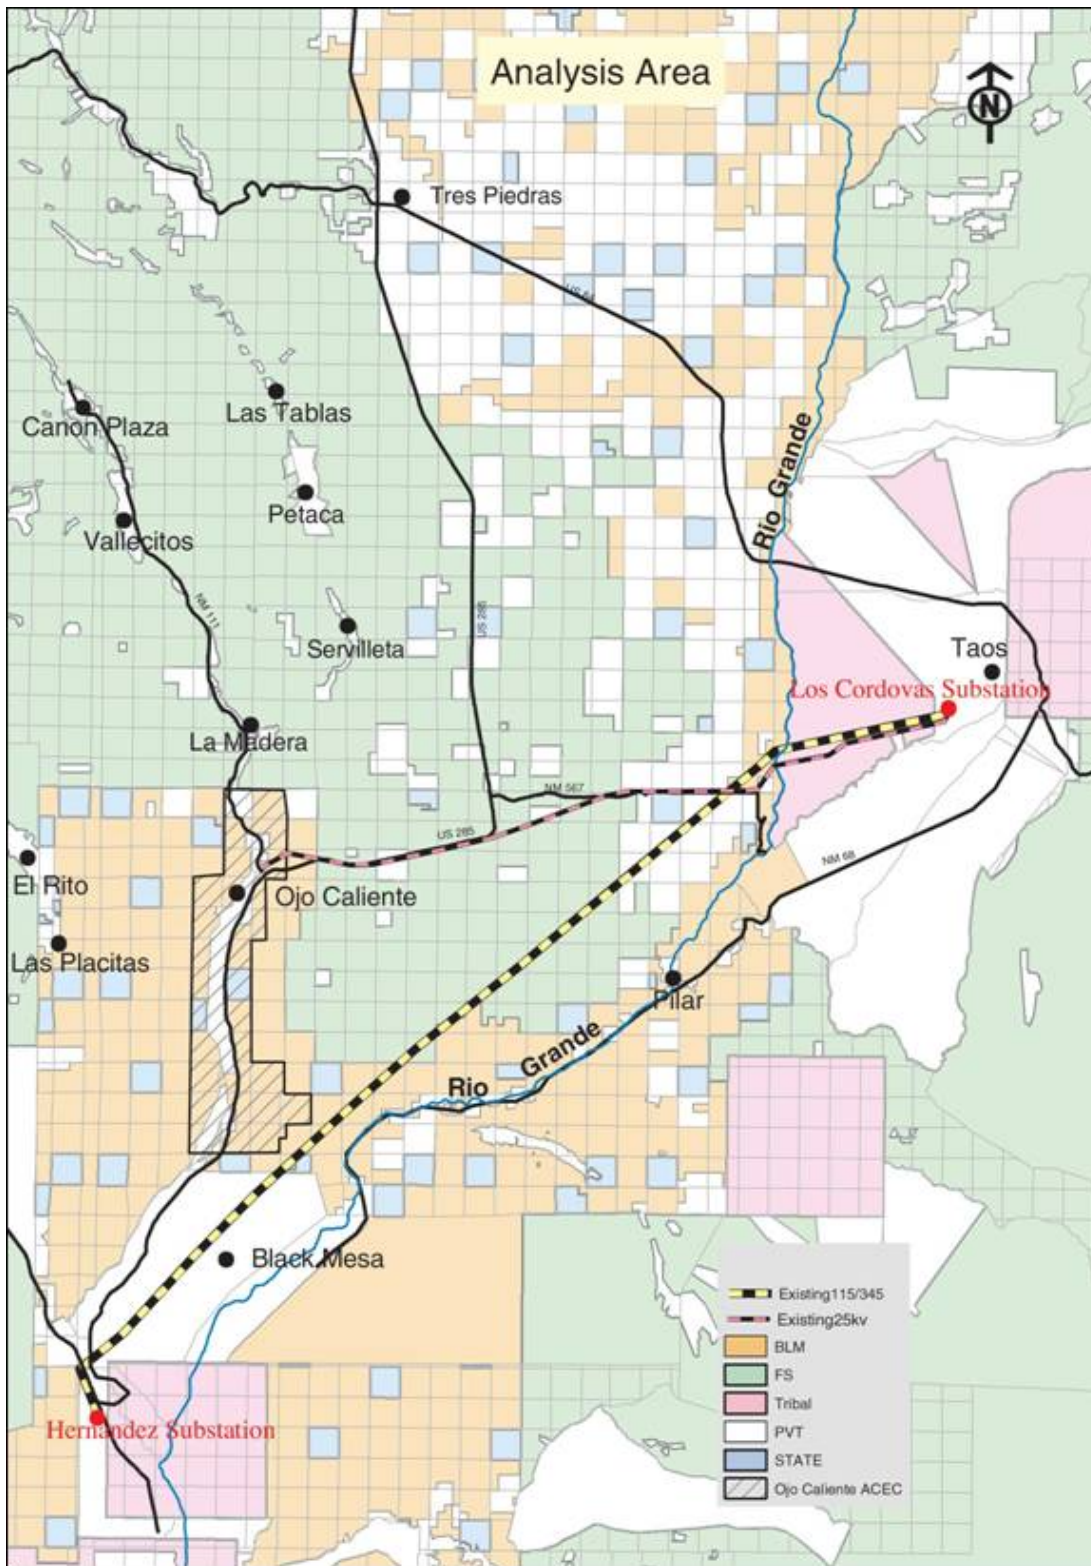 Analysis Area
N
Tres Piedras
US 64
Las Tablas
Canon Plaza
Rio Grande
Petaca
Vallecitos
NM 111
US 285
Servilleta
Taos
Los Cordovas Substation
La Madera
NM 567
US 285
NM 68
El Rito
Ojo Caliente
Las Placitas
Pilar
Rio Grande
Black Mesa
Hernandez Substation
Existing115/345
Existing25kv
BLM
FS
Tribal
PVT
STATE
Ojo Caliente ACEC